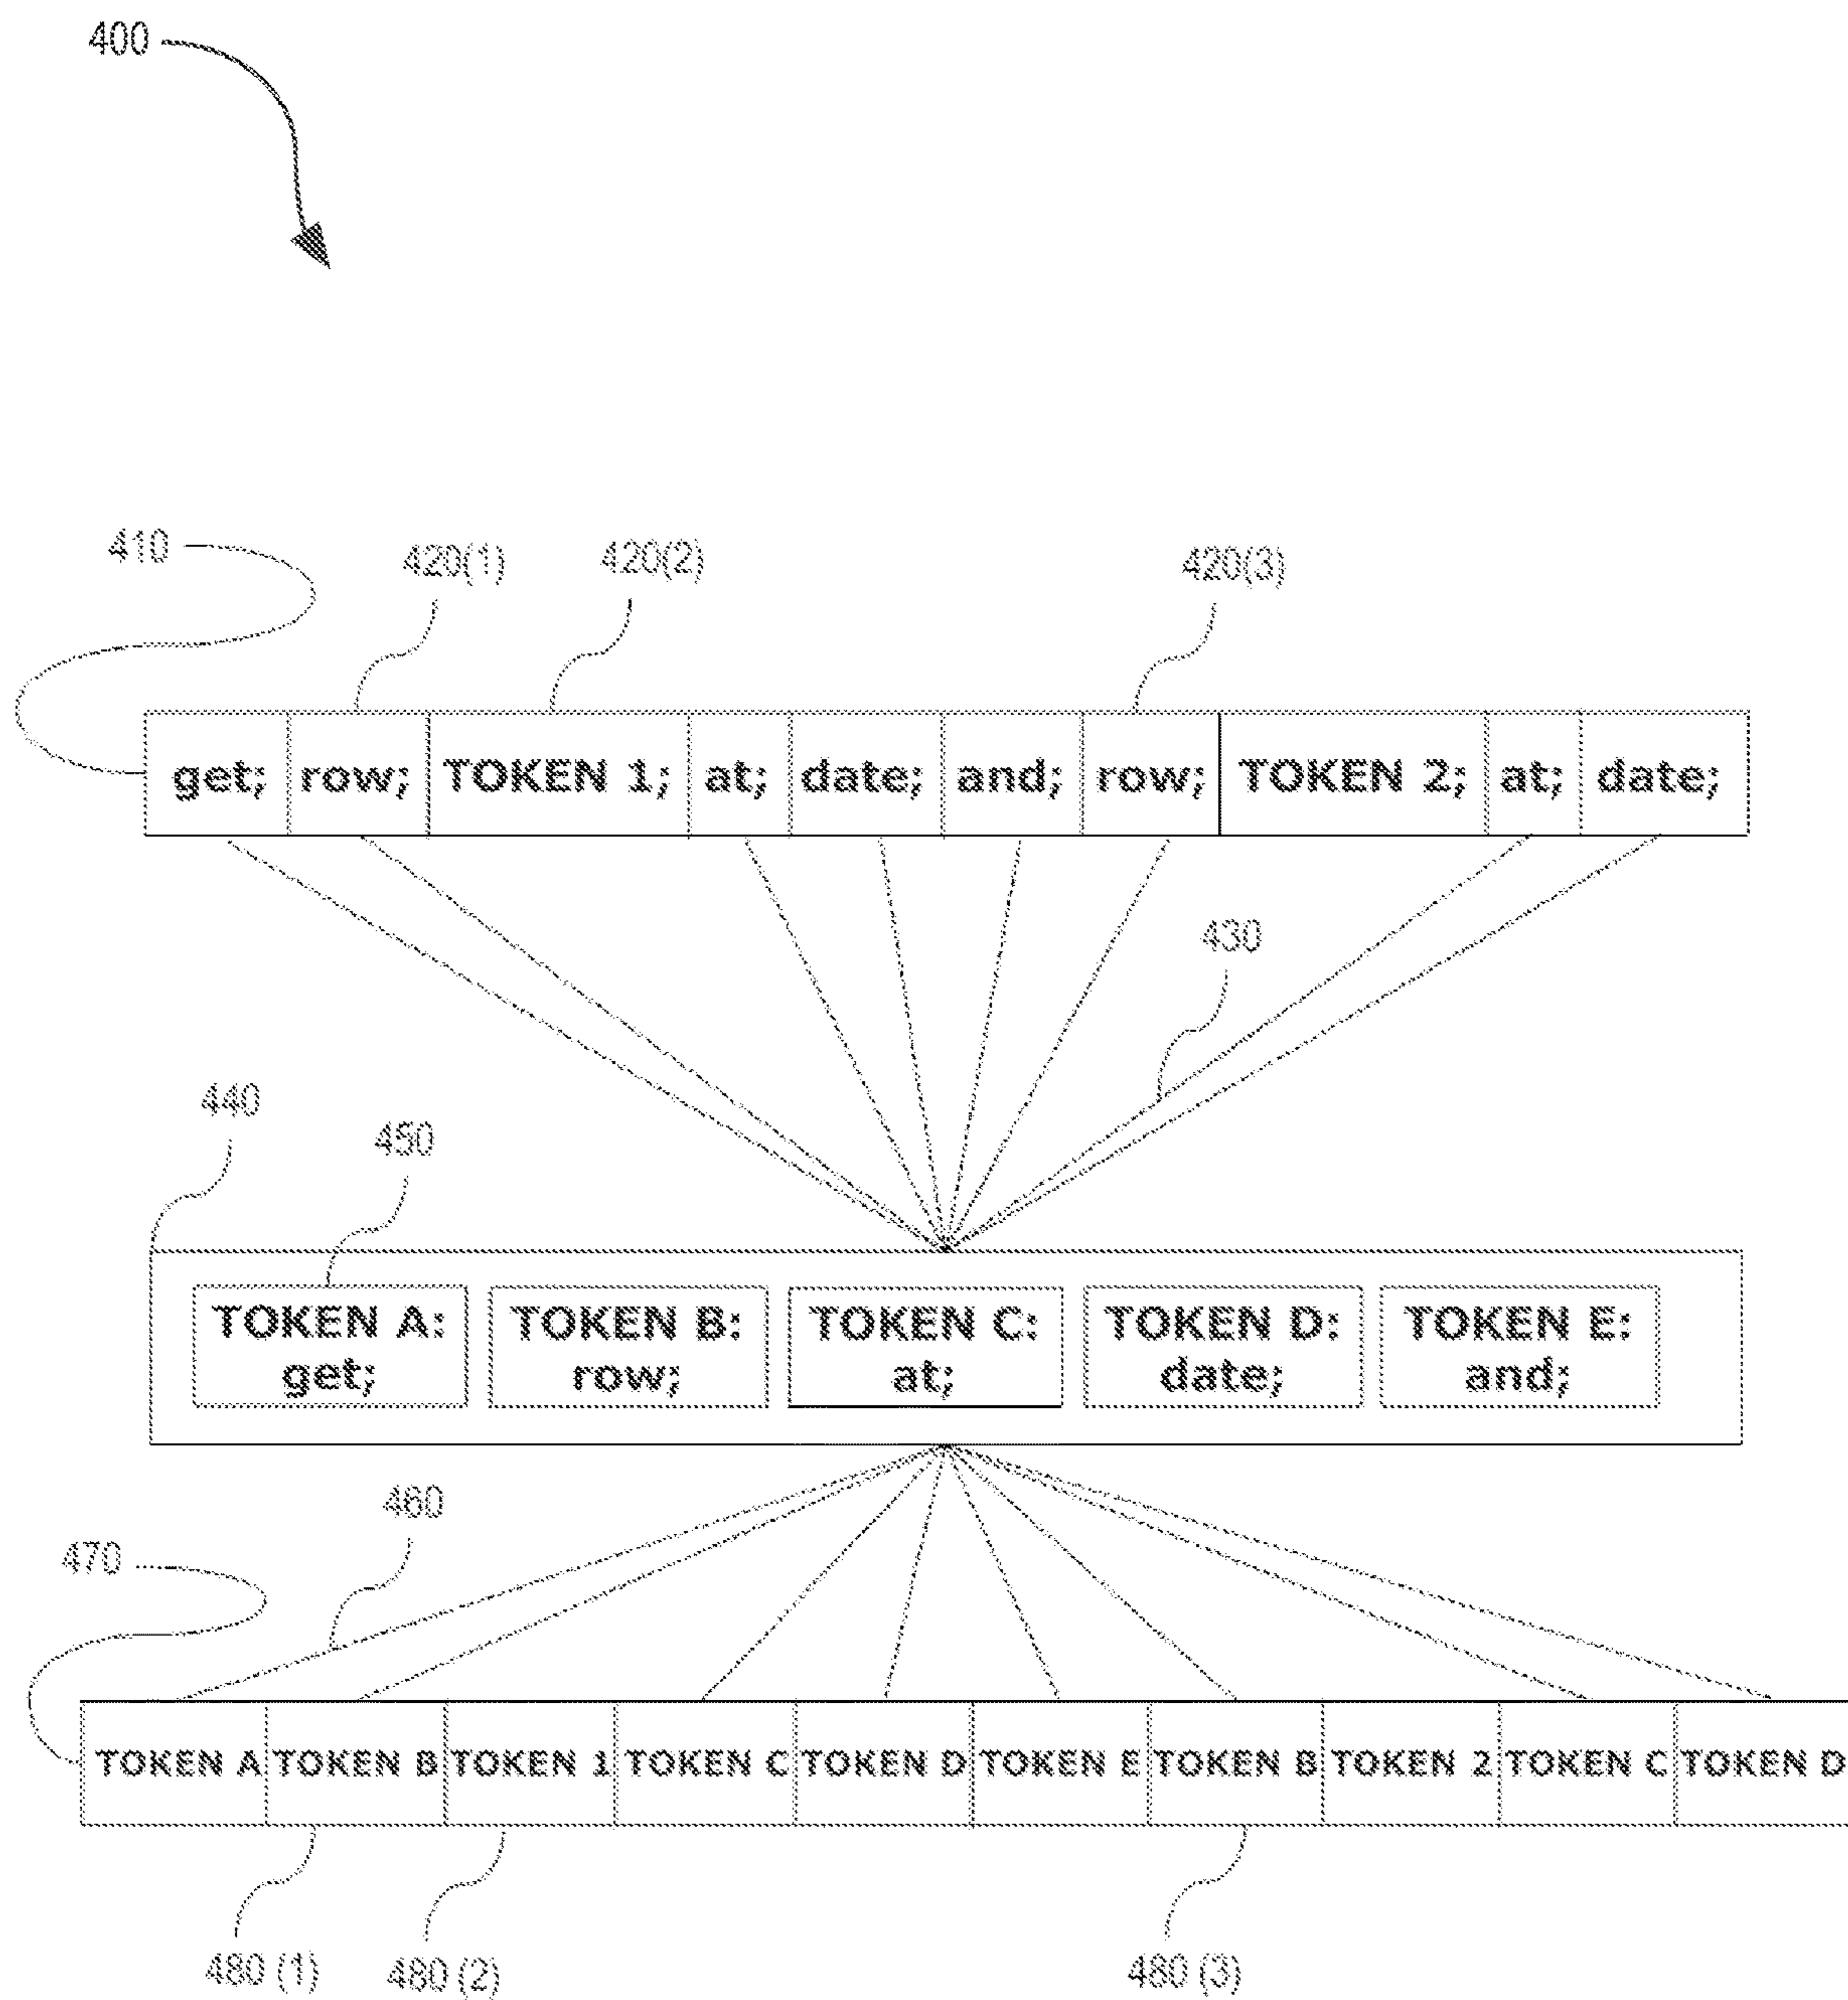 400
410 420(1) 420(2) 420(3)
get; row; TOKEN 1; at; date; and; row; TOKEN 2; at; date;
430
440
450
TOKEN A: TOKEN B: TOKEN C: TOKEN D: TOKEN E:
get; row; at; date; and;
460
470
TOKEN A TOKEN B TOKEN 1 TOKEN C TOKEN D TOKEN E TOKEN B TOKEN 2 TOKEN C TOKEN D
480 (1) 480 (2) 480 (3)